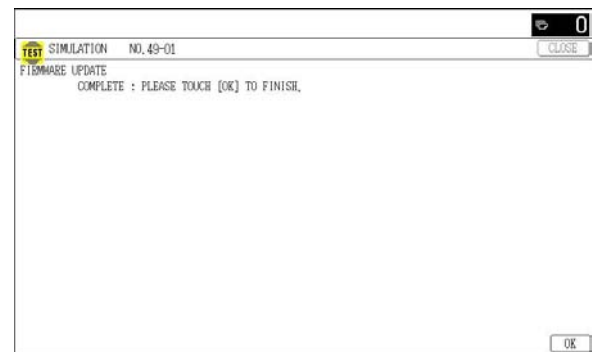 0
TEST SIMULATION NO.49-01 CLOSE
FIRMWARE UPDATE
COMPLETE : PLEASE TOUCH [OK] TO FINISH.
OK